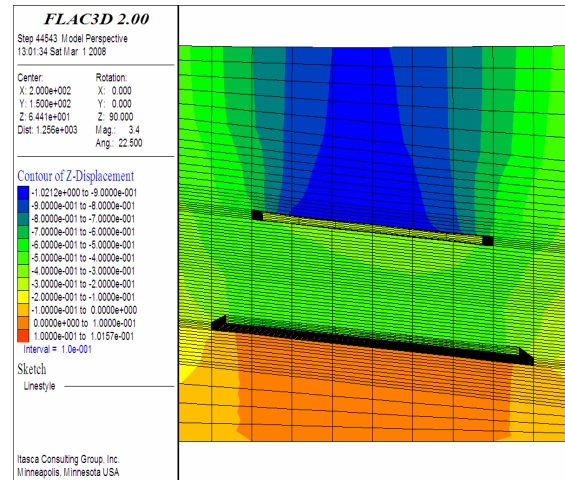 FLAC3D 2.00
Step 44543 Model Perspective
13:01:34 Sat Mar 1 2008
Center: Rotation:
X: 2.000e+002 X: 0.000
Y: 1.500e+002 Y: 0.000
Z: 6.441e+001 Z: 90.000
Dist: 1.256e+003 Mag.: 3.4
Ang.: 22.500
Contour of Z-Displacement
-1.0212e+000 to -9.0000e-001
-9.0000e-001 to -8.0000e-001
-8.0000e-001 to -7.0000e-001
-7.0000e-001 to -6.0000e-001
-6.0000e-001 to -5.0000e-001
-5.0000e-001 to -4.0000e-001
-4.0000e-001 to -3.0000e-001
-3.0000e-001 to -2.0000e-001
-2.0000e-001 to -1.0000e-001
-1.0000e-001 to 0.0000e+000
0.0000e+000 to 1.0000e-001
1.0000e-001 to 1.0157e-001
Interval = 1.0e-001
Sketch
Linestyle
Itasca Consulting Group, Inc.
Minneapolis, Minnesota USA